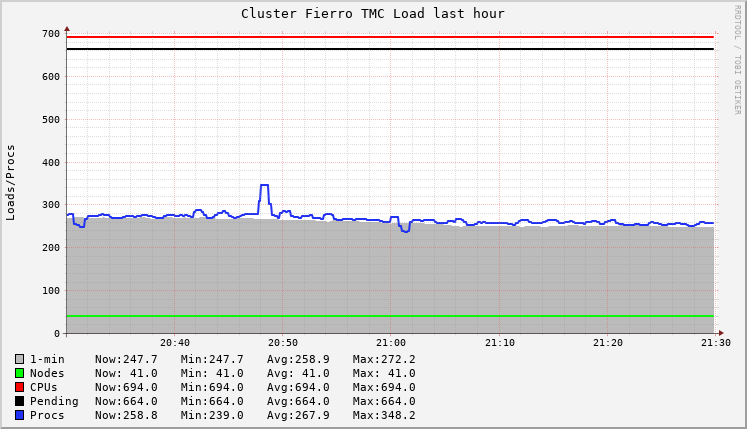 Cluster Fierro TMC Load last hour
RRDTOOL / TOBI OETIKER
Loads/Procs
700
600
500
400
300
200
100
0
20:40 20:50 21:00 21:10 21:20 21:30
1-min Now:247.7 Min:247.7 Avg:258.9 Max:272.2
Nodes Now: 41.0 Min: 41.0 Avg: 41.0 Max: 41.0
CPUs Now:694.0 Min:694.0 Avg:694.0 Max:694.0
Pending Now:664.0 Min:664.0 Avg:664.0 Max:664.0
Procs Now:258.8 Min:239.0 Avg:267.9 Max:348.2